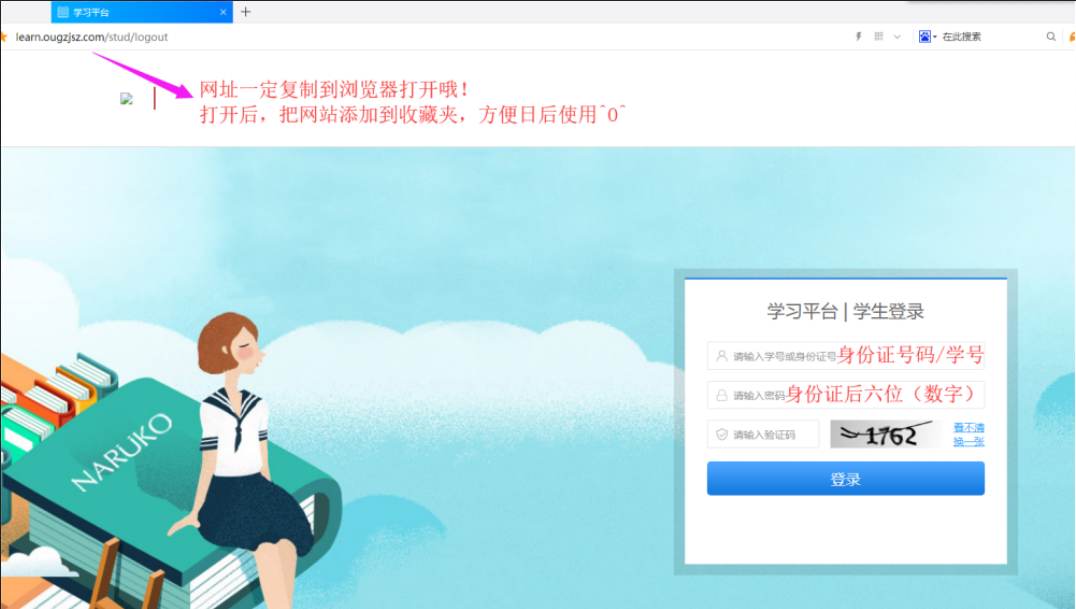 学习平台
learn.ougzjsz.com/stud/logout
在此搜索
网址一定复制到浏览器打开哦！
打开后，把网站添加到收藏夹，方便日后使用^0^
NARUKO
学习平台 | 学生登录
请输入学号或身份证号 身份证号码/学号
请输入密码 身份证后六位（数字）
请输入验证码
1762
看不清
换一张
登录